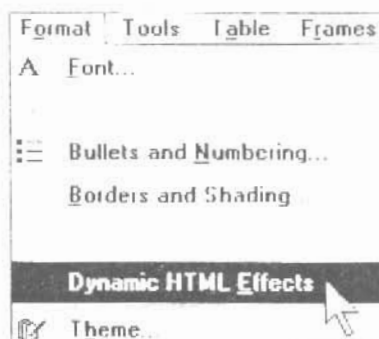 Format Tools Table Frames
A Font...
Bullets and Numbering...
Borders and Shading
Dynamic HTML Effects
Theme...